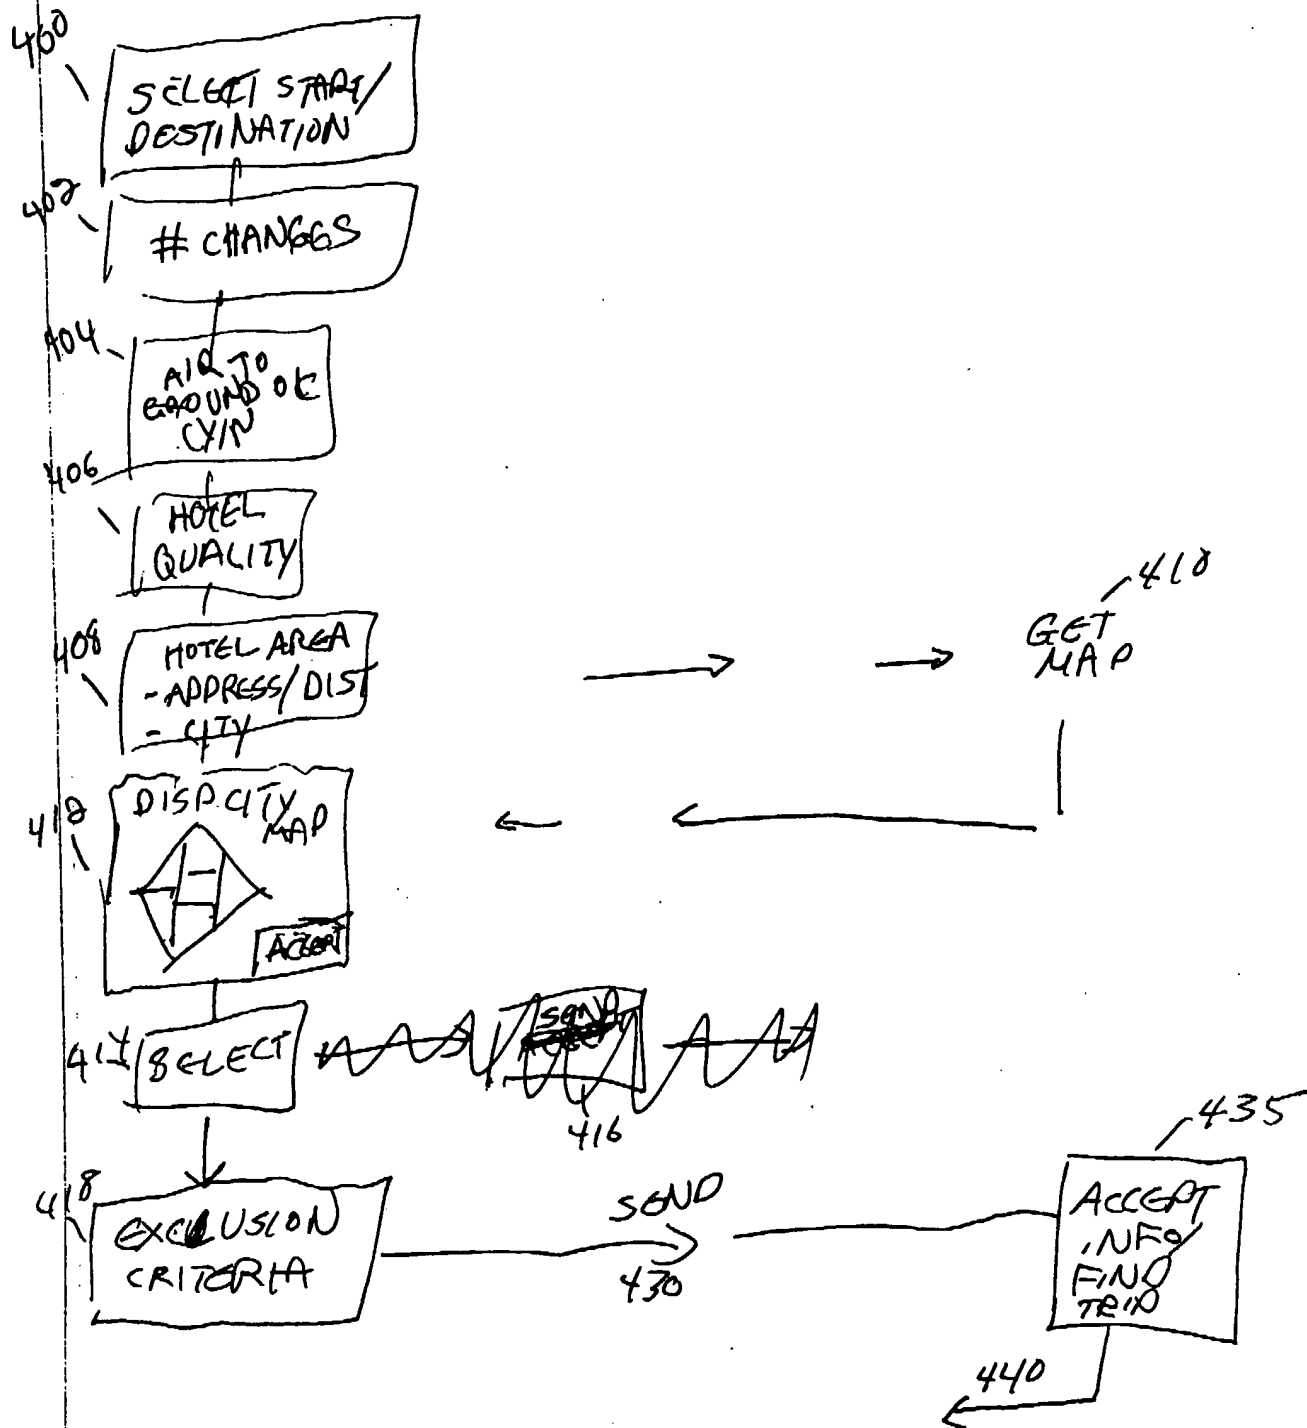 400
SELECT START/
DESTINATION
402
# CHANGES
404
AIR TO
GROUND OK
(Y/N
406
HOTEL
QUALITY
408
HOTEL AREA
- ADDRESS/DIST
- CITY
410
GET
MAP
412
DISP. CITY
MAP
ACCEPT
414
SELECT
SEND
416
418
EXCLUSION
CRITERIA
SEND
430
435
ACCEPT
INFO/
FIND
TRIP
440